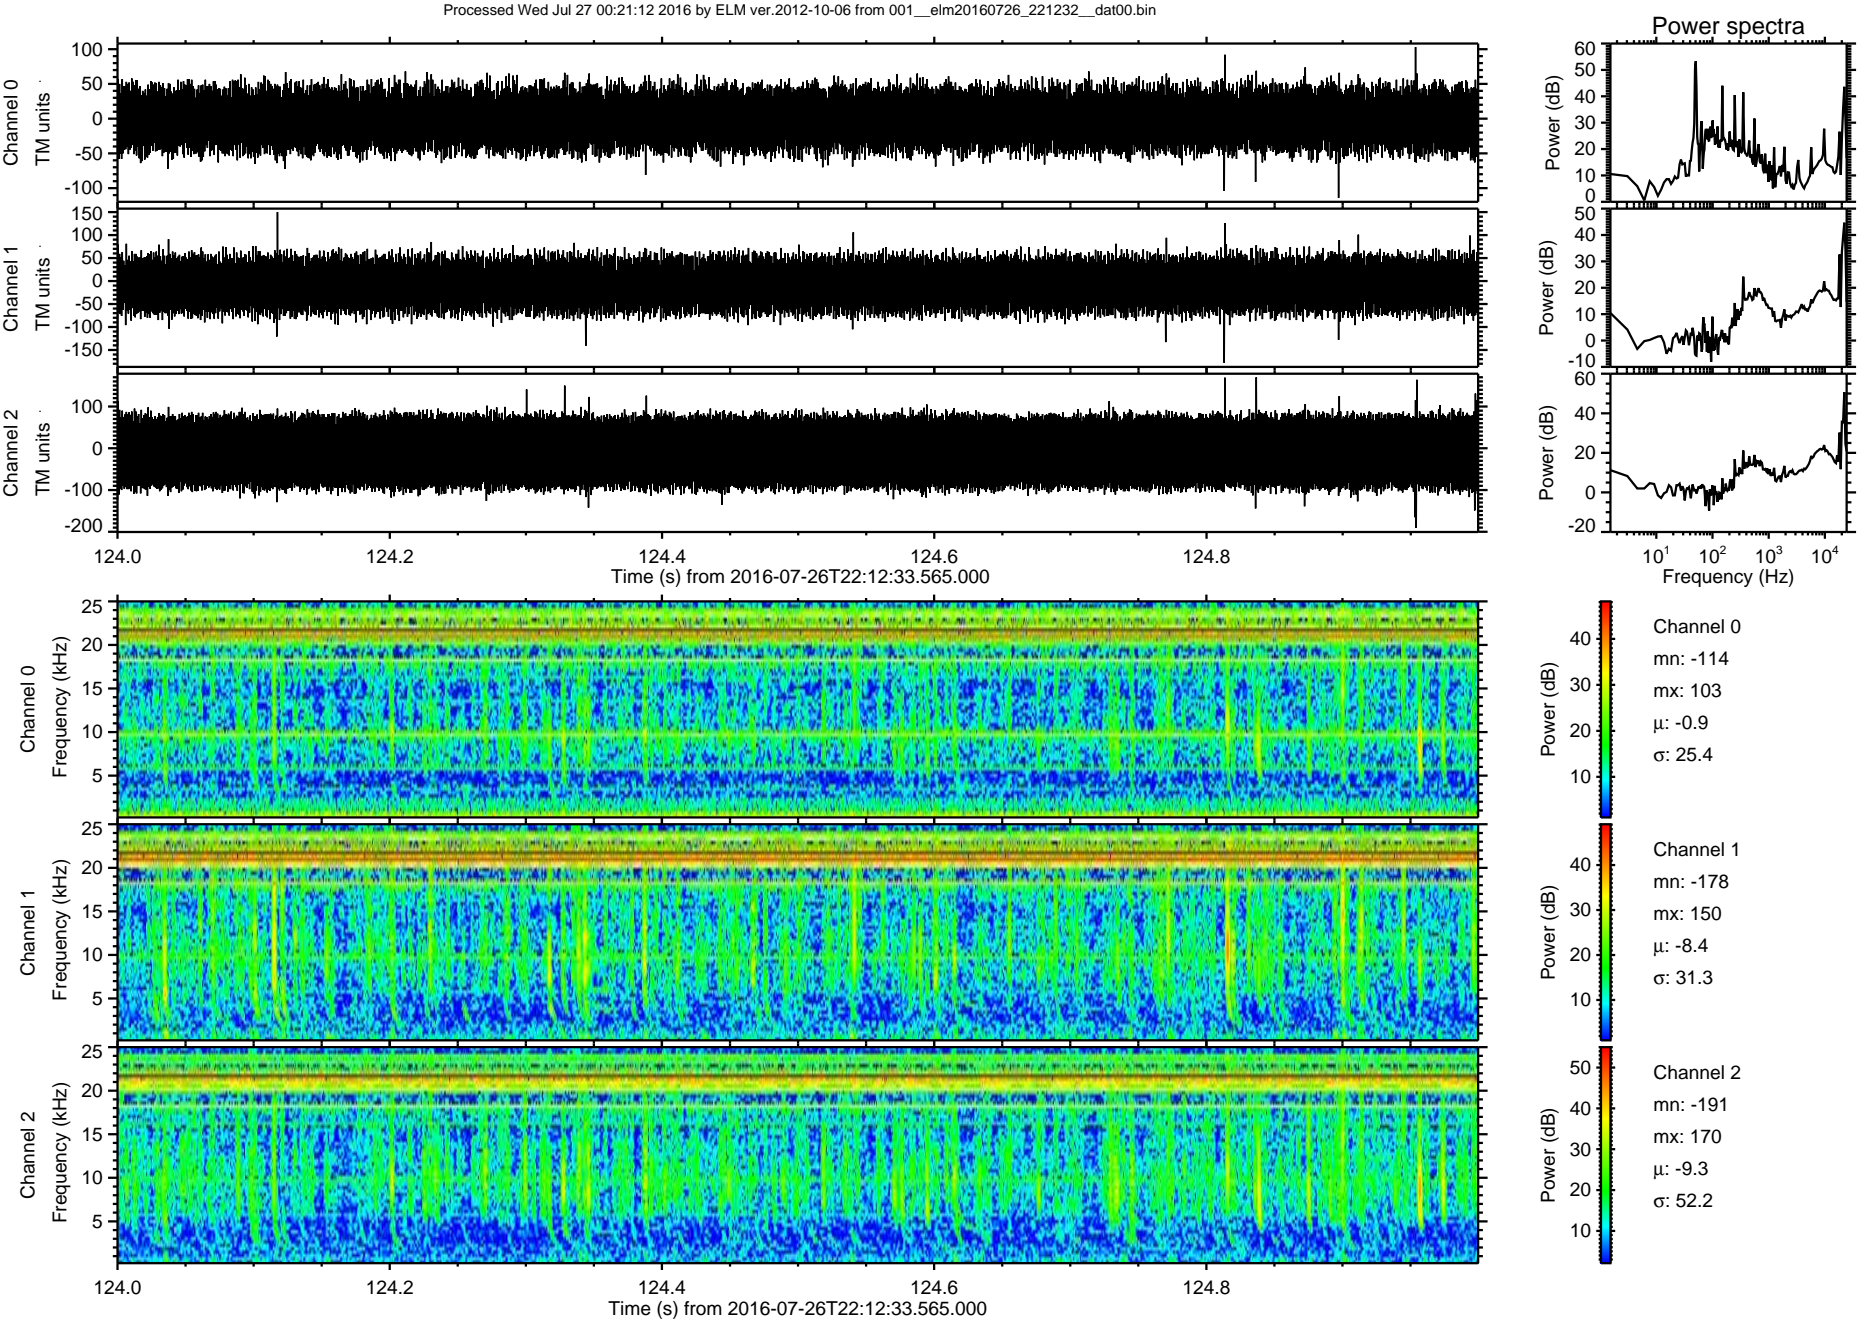 Processed Wed Jul 27 00:21:12 2016 by ELM ver.2012-10-06 from 001__elm20160726_221232__dat00.bin
Power spectra
Channel 0
TM units
100
50
0
-50
-100
Power (dB)
60
50
40
30
20
10
0
Channel 1
TM units
150
100
50
0
-50
-100
-150
Power (dB)
50
40
30
20
10
0
-10
Channel 2
TM units
100
0
-100
-200
Power (dB)
60
40
20
0
-20
124.0 124.2 124.4 124.6 124.8
Time (s) from 2016-07-26T22:12:33.565.000
10¹ 10² 10³ 10⁴
Frequency (Hz)
Channel 0
Frequency (kHz)
25
20
15
10
5
Power (dB)
40
30
20
10
Channel 0
mn: -114
mx: 103
μ: -0.9
σ: 25.4
Channel 1
Frequency (kHz)
25
20
15
10
5
Power (dB)
40
30
20
10
Channel 1
mn: -178
mx: 150
μ: -8.4
σ: 31.3
Channel 2
Frequency (kHz)
25
20
15
10
5
Power (dB)
50
40
30
20
10
Channel 2
mn: -191
mx: 170
μ: -9.3
σ: 52.2
124.0 124.2 124.4 124.6 124.8
Time (s) from 2016-07-26T22:12:33.565.000